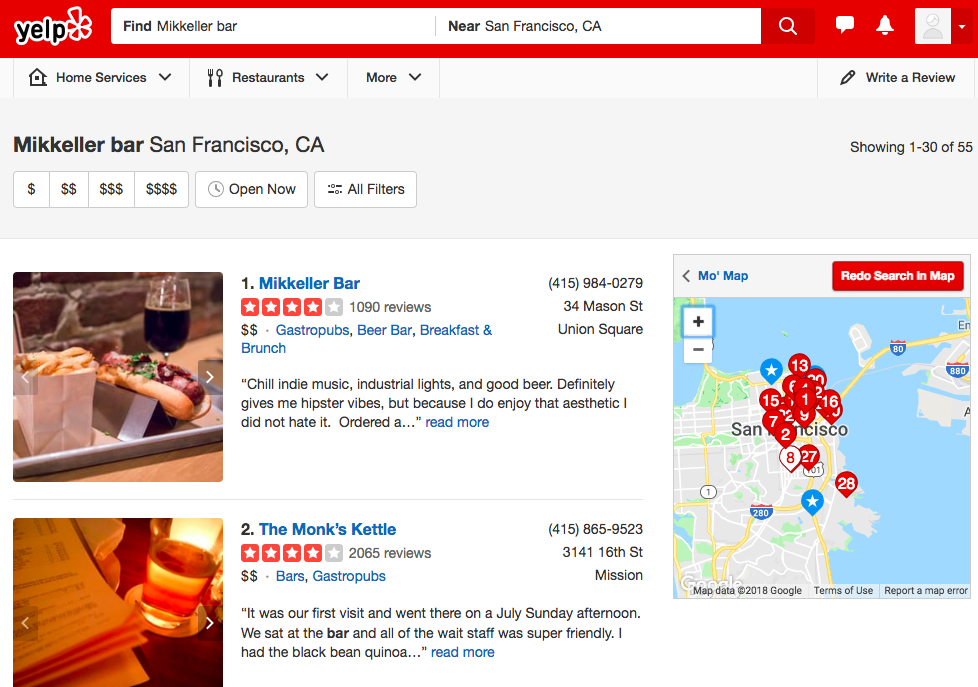 yelp
Find Mikkeller bar
Near San Francisco, CA
Home Services
Restaurants
More
Write a Review
Mikkeller bar San Francisco, CA
Showing 1-30 of 55
$ $$ $$$ $$$$ Open Now All Filters
1. Mikkeller Bar
1090 reviews
$$ · Gastropubs, Beer Bar, Breakfast &
Brunch
(415) 984-0279
34 Mason St
Union Square
“Chill indie music, industrial lights, and good beer. Definitely
gives me hipster vibes, but because I do enjoy that aesthetic I
did not hate it. Ordered a…” read more
2. The Monk’s Kettle
2065 reviews
$$ · Bars, Gastropubs
(415) 865-9523
3141 16th St
Mission
“It was our first visit and went there on a July Sunday afternoon.
We sat at the bar and all of the wait staff was super friendly. I
had the black bean quinoa…” read more
Mo' Map
Redo Search In Map
+
−
80
880
13
15
1
16
7
9
2
8
27
28
1
280
101
Google
Map data ©2018 Google
Terms of Use
Report a map error